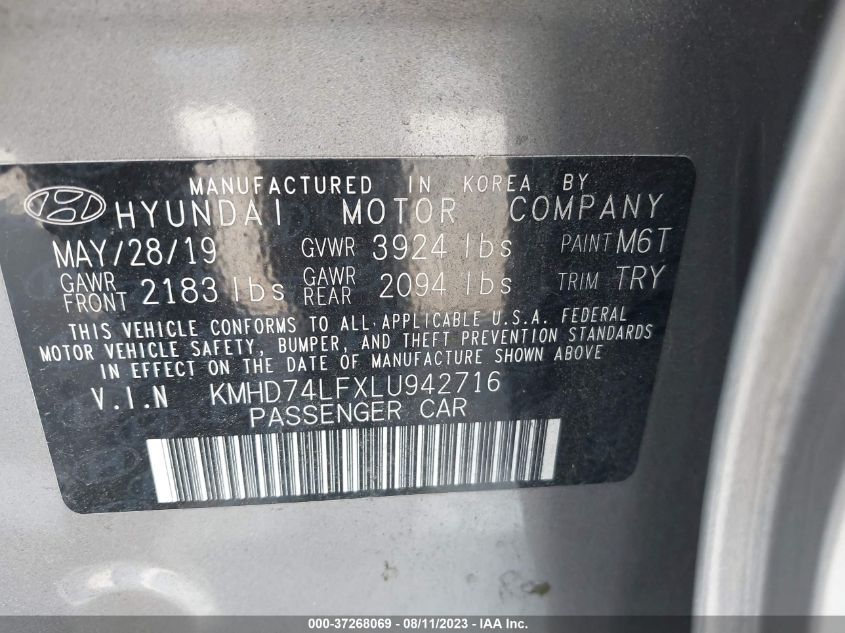 MANUFACTURED IN KOREA BY
HYUNDAI MOTOR COMPANY
MAY/28/19 GVWR 3924 lbs PAINT M6T
GAWR FRONT 2183 lbs GAWR REAR 2094 lbs TRIM TRY
THIS VEHICLE CONFORMS TO ALL APPLICABLE U.S.A. FEDERAL
MOTOR VEHICLE SAFETY, BUMPER, AND THEFT PREVENTION STANDARDS
IN EFFECT ON THE DATE OF MANUFACTURE SHOWN ABOVE
V.I.N KMHD74LFXLU942716
PASSENGER CAR
000-37268069 - 08/11/2023 - IAA Inc.